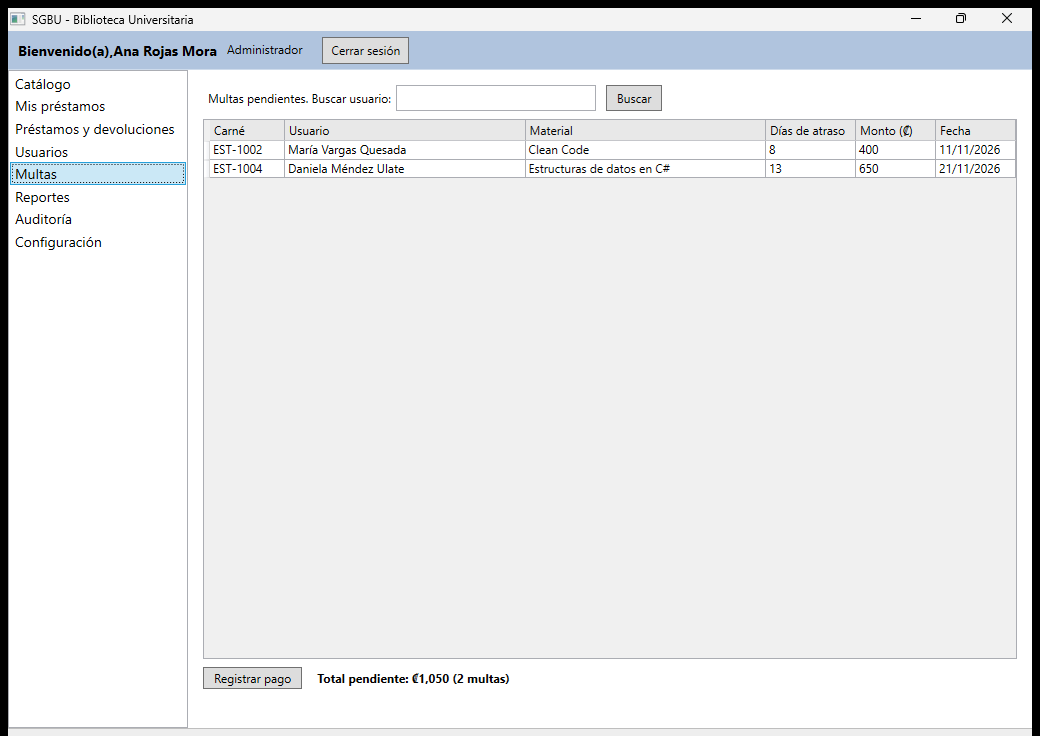 SGBU - Biblioteca Universitaria
Bienvenido(a),Ana Rojas Mora Administrador Cerrar sesión
Catálogo
Mis préstamos
Préstamos y devoluciones
Usuarios
Multas
Reportes
Auditoría
Configuración
Multas pendientes. Buscar usuario: Buscar
Carné Usuario Material Días de atraso Monto (₡) Fecha
EST-1002 María Vargas Quesada Clean Code 8 400 11/11/2026
EST-1004 Daniela Méndez Ulate Estructuras de datos en C# 13 650 21/11/2026
Registrar pago Total pendiente: ₡1,050 (2 multas)